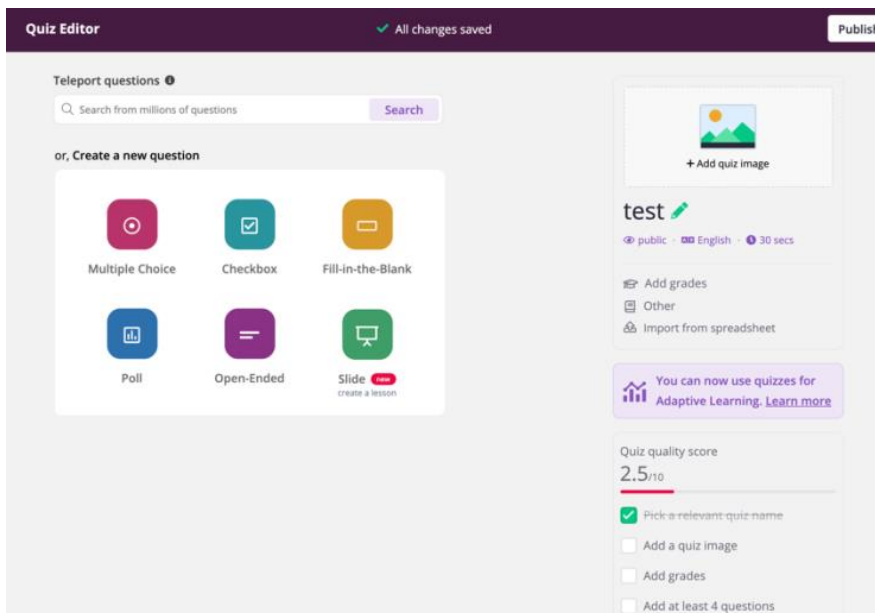 Quiz Editor
All changes saved
Publish
Teleport questions
Search from millions of questions
Search
or, Create a new question
Multiple Choice
Checkbox
Fill-in-the-Blank
Poll
Open-Ended
Slide new
create a lesson
+ Add quiz image
test
public · English · 30 secs
Add grades
Other
Import from spreadsheet
You can now use quizzes for
Adaptive Learning. Learn more
Quiz quality score
2.5/10
Pick a relevant quiz name
Add a quiz image
Add grades
Add at least 4 questions